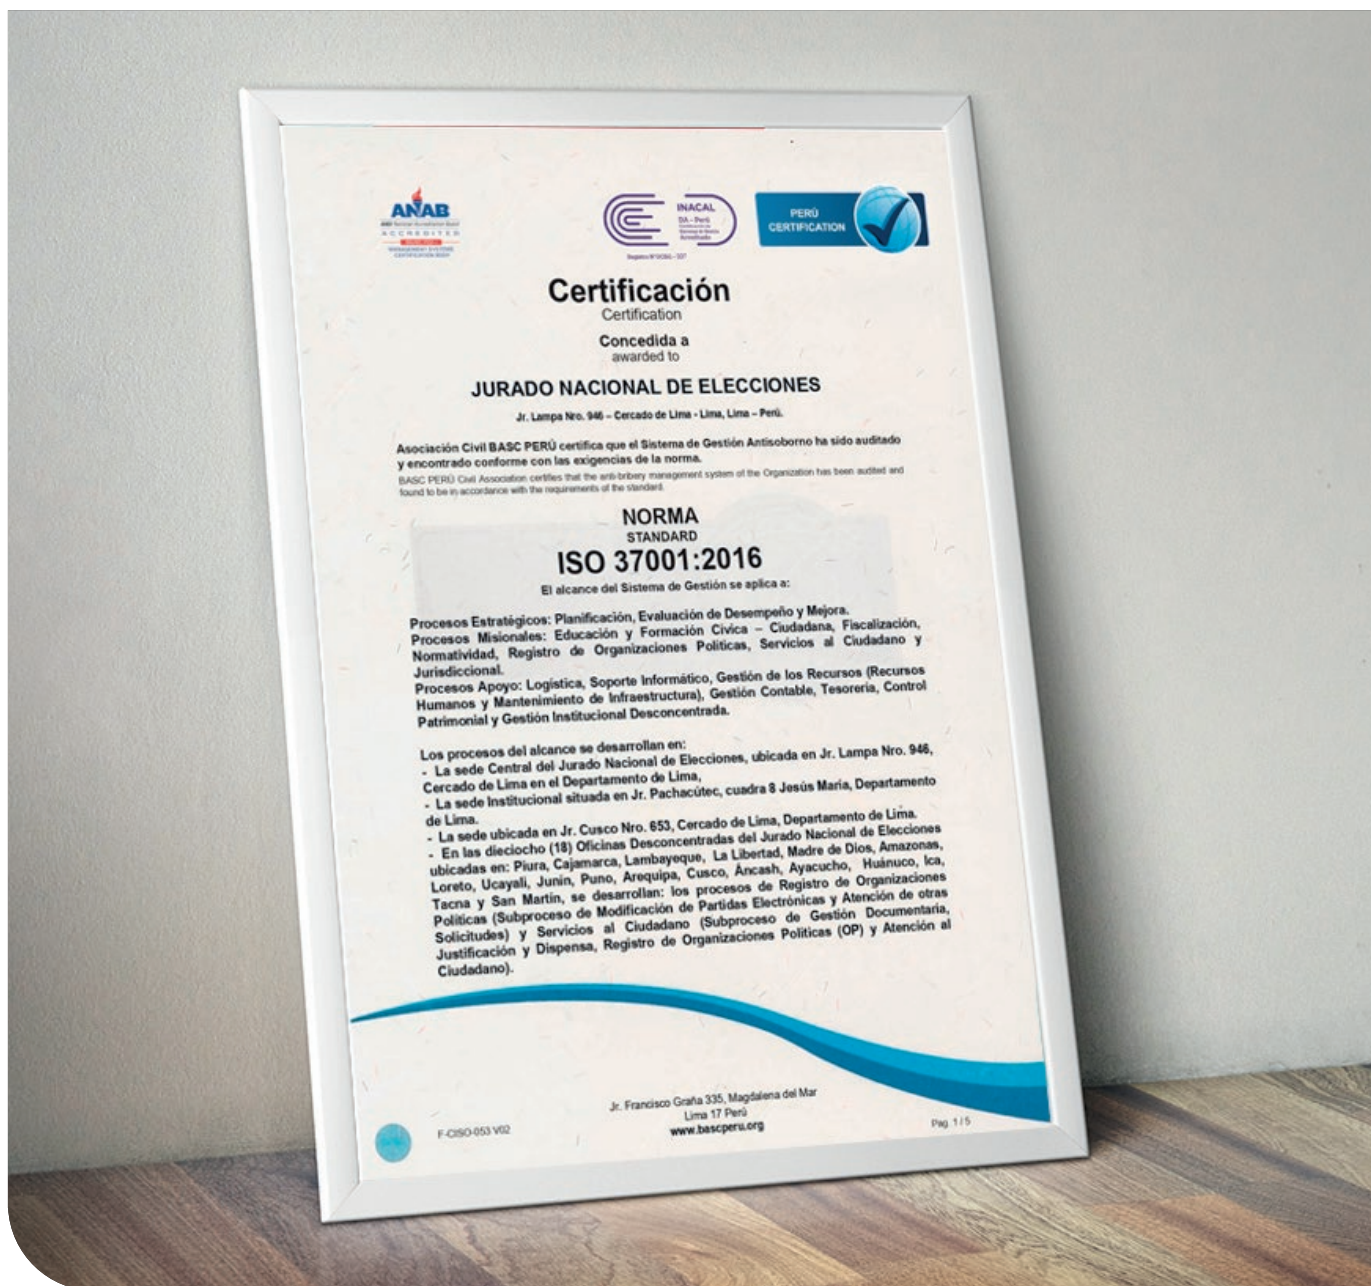 ANAB
ACCREDITED
MANAGEMENT SYSTEMS
CERTIFICATION BODY
INACAL
DA - Perú
Acreditado
PERÚ
CERTIFICATION
Certificación
Certification
Concedida a
awarded to
JURADO NACIONAL DE ELECCIONES
Jr. Lampa Nro. 946 – Cercado de Lima - Lima, Lima – Perú.
Asociación Civil BASC PERÚ certifica que el Sistema de Gestión Antisoborno ha sido auditado
y encontrado conforme con las exigencias de la norma.
BASC PERÚ Civil Association certifies that the anti-bribery management system of the Organization has been audited and
found to be in accordance with the requirements of the standard.
NORMA
STANDARD
ISO 37001:2016
El alcance del Sistema de Gestión se aplica a:
Procesos Estratégicos: Planificación, Evaluación de Desempeño y Mejora.
Procesos Misionales: Educación y Formación Cívica – Ciudadana, Fiscalización,
Normatividad, Registro de Organizaciones Políticas, Servicios al Ciudadano y
Jurisdiccional.
Procesos Apoyo: Logística, Soporte Informático, Gestión de los Recursos (Recursos
Humanos y Mantenimiento de Infraestructura), Gestión Contable, Tesorería, Control
Patrimonial y Gestión Institucional Desconcentrada.
Los procesos del alcance se desarrollan en:
- La sede Central del Jurado Nacional de Elecciones, ubicada en Jr. Lampa Nro. 946,
Cercado de Lima en el Departamento de Lima,
- La sede Institucional situada en Jr. Pachacútec, cuadra 8 Jesús María, Departamento
de Lima.
- La sede ubicada en Jr. Cusco Nro. 653, Cercado de Lima, Departamento de Lima.
- En las dieciocho (18) Oficinas Desconcentradas del Jurado Nacional de Elecciones
ubicadas en: Piura, Cajamarca, Lambayeque, La Libertad, Madre de Dios, Amazonas,
Loreto, Ucayali, Junín, Puno, Arequipa, Cusco, Áncash, Ayacucho, Huánuco, Ica,
Tacna y San Martín, se desarrollan: los procesos de Registro de Organizaciones
Políticas (Subproceso de Modificación de Partidas Electrónicas y Atención de otras
Solicitudes) y Servicios al Ciudadano (Subproceso de Gestión Documentaria,
Justificación y Dispensa, Registro de Organizaciones Políticas (OP) y Atención al
Ciudadano).
Jr. Francisco Graña 335, Magdalena del Mar
Lima 17 Perú
www.bascperu.org
F-CISO-053 V02
Pag. 1 / 5